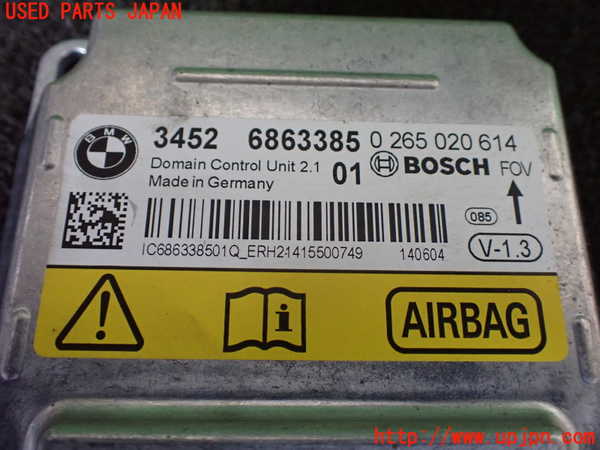 USED PARTS JAPAN
BMW
3452 6863385 0 265 020 614
Domain Control Unit 2.1 01 BOSCH FOV
Made in Germany
085
IC686338501Q_ERH21415500749 140604
V-1.3
! i AIRBAG
http://www.upjpn.com